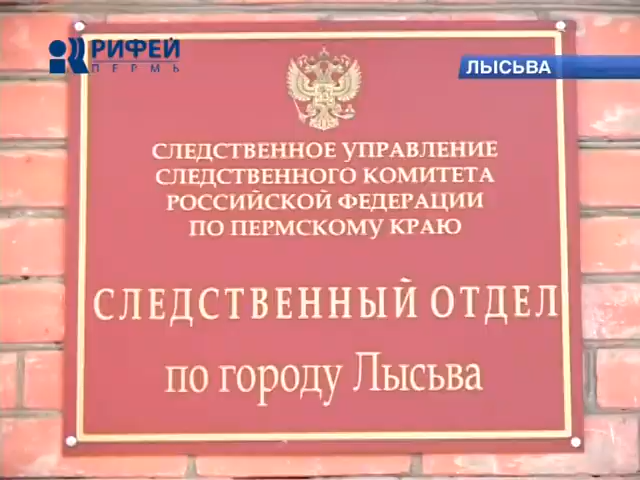 РИФЕЙ
ПЕРМЬ
ЛЫСЬВА
СЛЕДСТВЕННОЕ УПРАВЛЕНИЕ
СЛЕДСТВЕННОГО КОМИТЕТА
РОССИЙСКОЙ ФЕДЕРАЦИИ
ПО ПЕРМСКОМУ КРАЮ
СЛЕДСТВЕННЫЙ ОТДЕЛ
по городу Лысьва